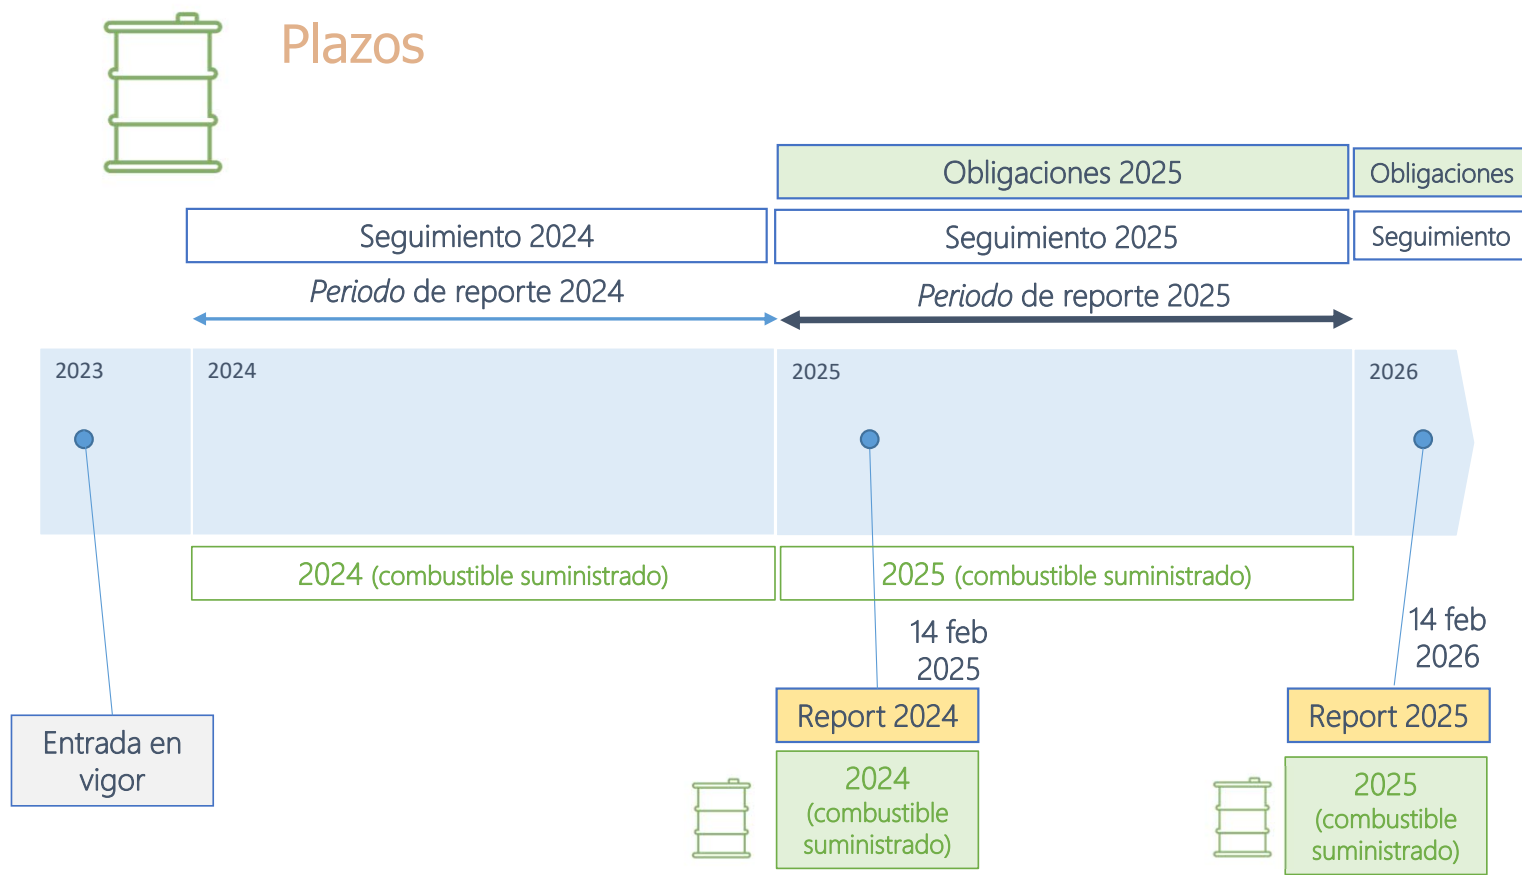 Plazos
Obligaciones 2025
Obligaciones
Seguimiento 2024
Seguimiento 2025
Seguimiento
Periodo de reporte 2024
Periodo de reporte 2025
2023
2024
2025
2026
2024 (combustible suministrado)
2025 (combustible suministrado)
14 feb
2025
14 feb
2026
Entrada en
vigor
Report 2024
Report 2025
2024
(combustible
suministrado)
2025
(combustible
suministrado)